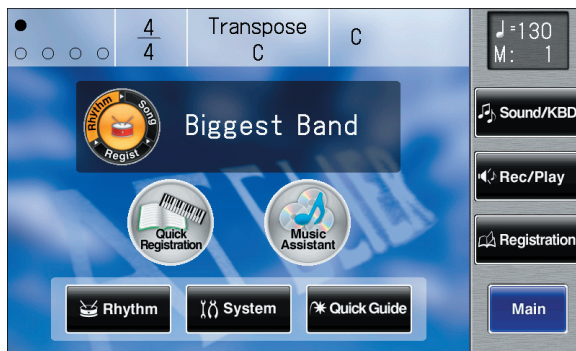 4
4
Transpose
C
C
♩=130
M: 1
Rhythm
Song
Regist
Biggest Band
Sound/KBD
Quick
Registration
Music
Assistant
Rec/Play
Registration
Rhythm
System
Quick Guide
Main
ATELIER